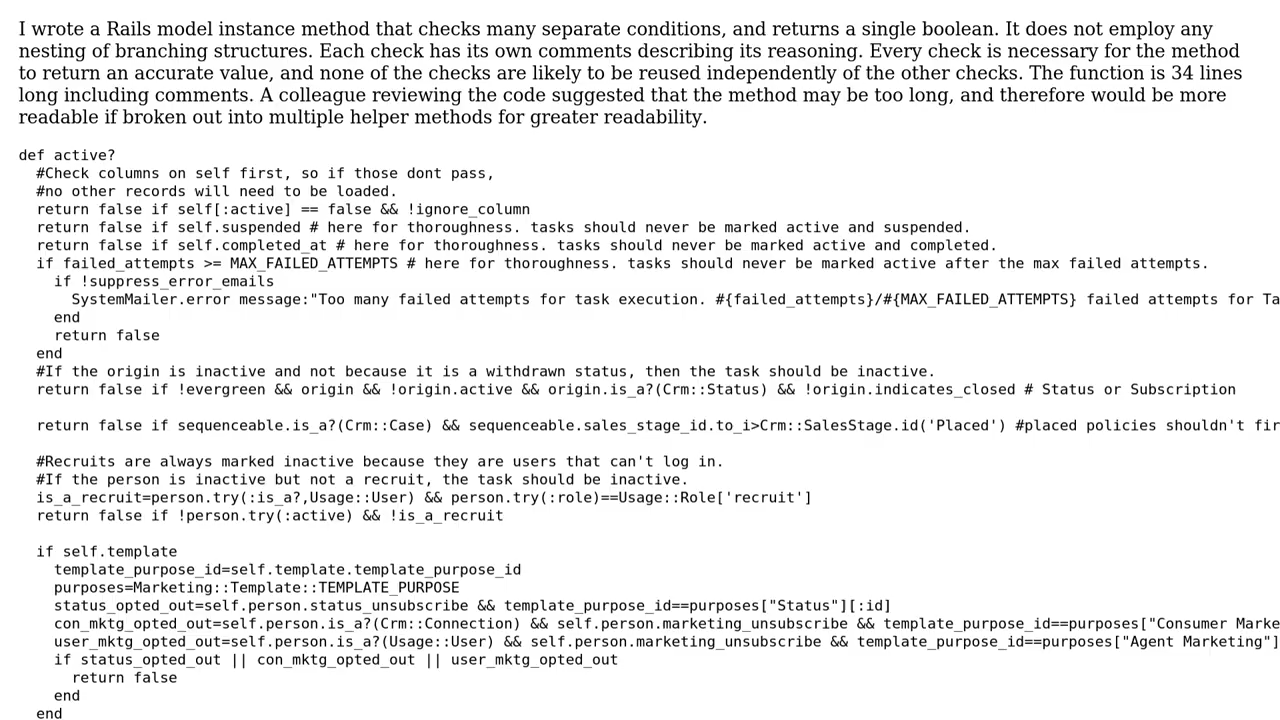 I wrote a Rails model instance method that checks many separate conditions, and returns a single boolean. It does not employ any
nesting of branching structures. Each check has its own comments describing its reasoning. Every check is necessary for the method
to return an accurate value, and none of the checks are likely to be reused independently of the other checks. The function is 34 lines
long including comments. A colleague reviewing the code suggested that the method may be too long, and therefore would be more
readable if broken out into multiple helper methods for greater readability.
def active?
#Check columns on self first, so if those dont pass,
#no other records will need to be loaded.
return false if self[:active] == false && !ignore_column
return false if self.suspended # here for thoroughness. tasks should never be marked active and suspended.
return false if self.completed_at # here for thoroughness. tasks should never be marked active and completed.
if failed_attempts >= MAX_FAILED_ATTEMPTS # here for thoroughness. tasks should never be marked active after the max failed attempts.
if !suppress_error_emails
SystemMailer.error message:"Too many failed attempts for task execution. #{failed_attempts}/#{MAX_FAILED_ATTEMPTS} failed attempts for Ta
end
return false
end
#If the origin is inactive and not because it is a withdrawn status, then the task should be inactive.
return false if !evergreen && origin && !origin.active && origin.is_a?(Crm::Status) && !origin.indicates_closed # Status or Subscription
return false if sequenceable.is_a?(Crm::Case) && sequenceable.sales_stage_id.to_i>Crm::SalesStage.id('Placed') #placed policies shouldn't fir
#Recruits are always marked inactive because they are users that can't log in.
#If the person is inactive but not a recruit, the task should be inactive.
is_a_recruit=person.try(:is_a?,Usage::User) && person.try(:role)==Usage::Role['recruit']
return false if !person.try(:active) && !is_a_recruit
if self.template
template_purpose_id=self.template.template_purpose_id
purposes=Marketing::Template::TEMPLATE_PURPOSE
status_opted_out=self.person.status_unsubscribe && template_purpose_id==purposes["Status"][:id]
con_mktg_opted_out=self.person.is_a?(Crm::Connection) && self.person.marketing_unsubscribe && template_purpose_id==purposes["Consumer Marke
user_mktg_opted_out=self.person.is_a?(Usage::User) && self.person.marketing_unsubscribe && template_purpose_id==purposes["Agent Marketing"]
if status_opted_out || con_mktg_opted_out || user_mktg_opted_out
return false
end
end